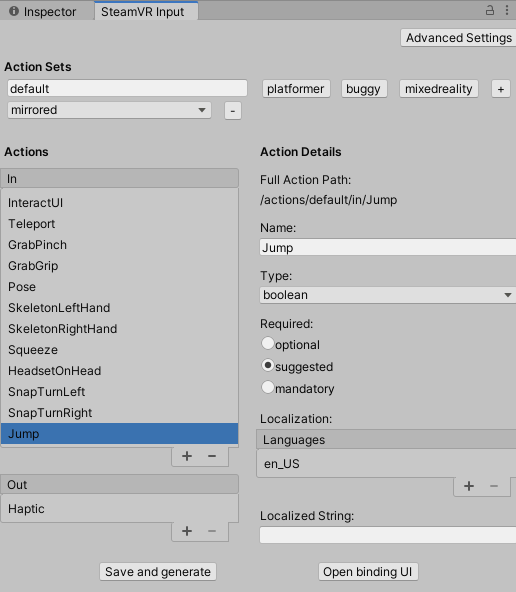 Inspector
SteamVR Input
Advanced Settings
Action Sets
default
platformer
buggy
mixedreality
+
mirrored
-
Actions
In
InteractUI
Teleport
GrabPinch
GrabGrip
Pose
SkeletonLeftHand
SkeletonRightHand
Squeeze
HeadsetOnHead
SnapTurnLeft
SnapTurnRight
Jump
+ −
Out
Haptic
+ −
Action Details
Full Action Path:
/actions/default/in/Jump
Name:
Jump
Type:
boolean
Required:
optional
suggested
mandatory
Localization:
Languages
en_US
+ −
Localized String:
Save and generate
Open binding UI